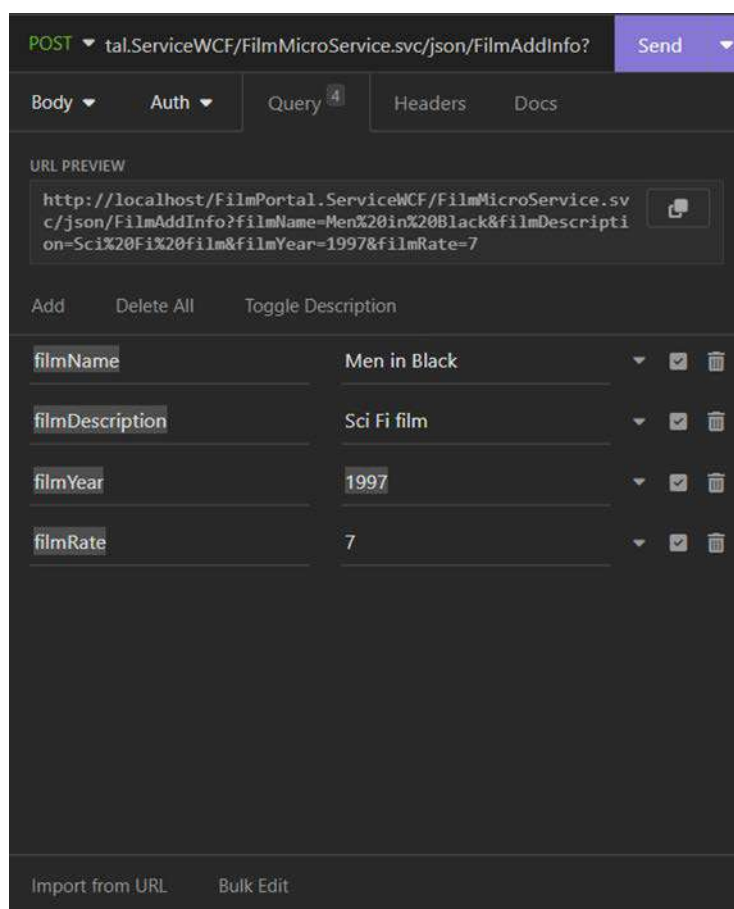 POST tal.ServiceWCF/FilmMicroService.svc/json/FilmAddInfo? Send
Body Auth Query 4 Headers Docs
URL PREVIEW
http://localhost/FilmPortal.ServiceWCF/FilmMicroService.sv
c/json/FilmAddInfo?filmName=Men%20in%20Black&filmDescripti
on=Sci%20Fi%20film&filmYear=1997&filmRate=7
Add Delete All Toggle Description
filmName Men in Black
filmDescription Sci Fi film
filmYear 1997
filmRate 7
Import from URL Bulk Edit